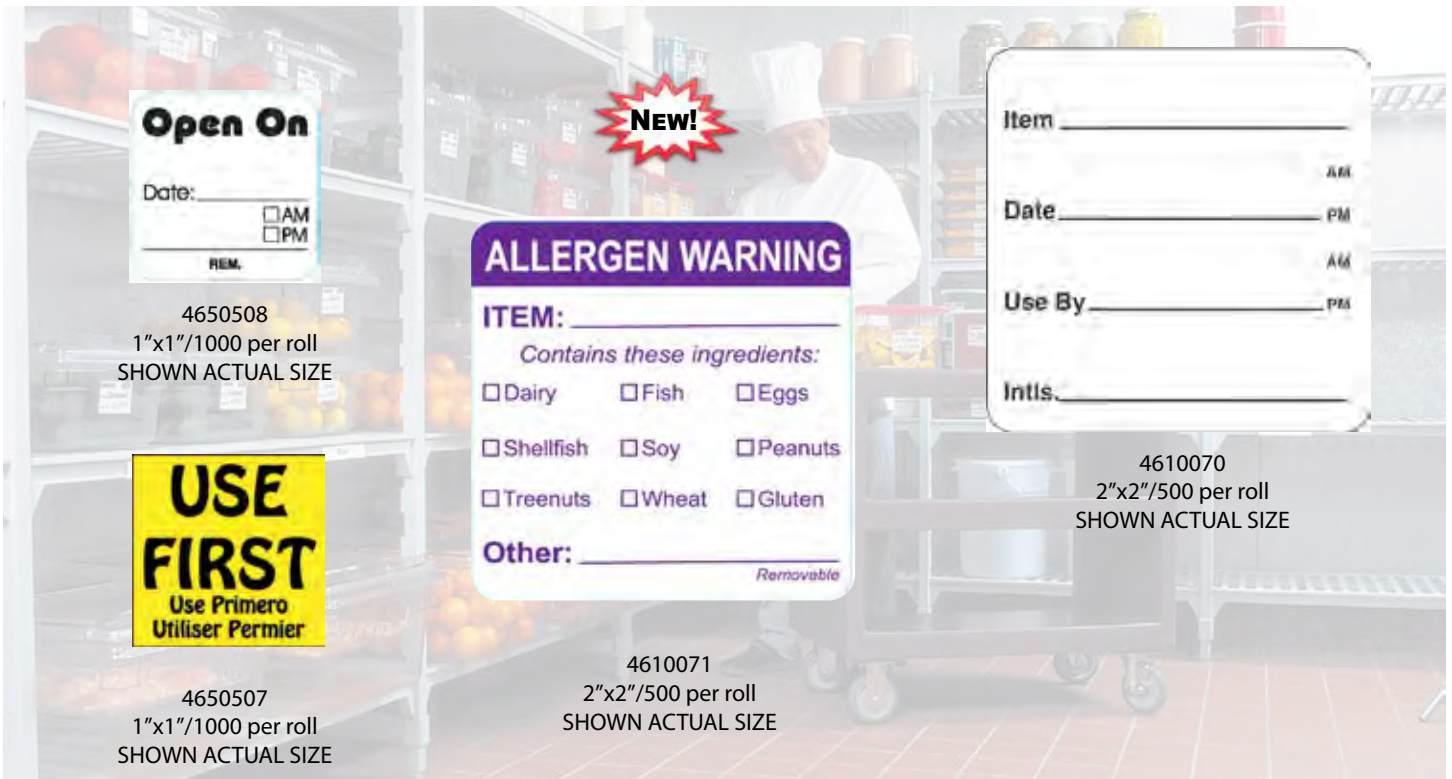 Open On
Date:
☐AM
☐PM
REM.
4650508
1”x1”/1000 per roll
SHOWN ACTUAL SIZE
USE
FIRST
Use Primero
Utiliser Permier
4650507
1”x1”/1000 per roll
SHOWN ACTUAL SIZE
NEW!
ALLERGEN WARNING
ITEM:
Contains these ingredients:
☐Dairy ☐Fish ☐Eggs
☐Shellfish ☐Soy ☐Peanuts
☐Treenuts ☐Wheat ☐Gluten
Other:
Removable
4610071
2”x2”/500 per roll
SHOWN ACTUAL SIZE
Item
AM
Date PM
AM
Use By PM
Intls.
4610070
2”x2”/500 per roll
SHOWN ACTUAL SIZE